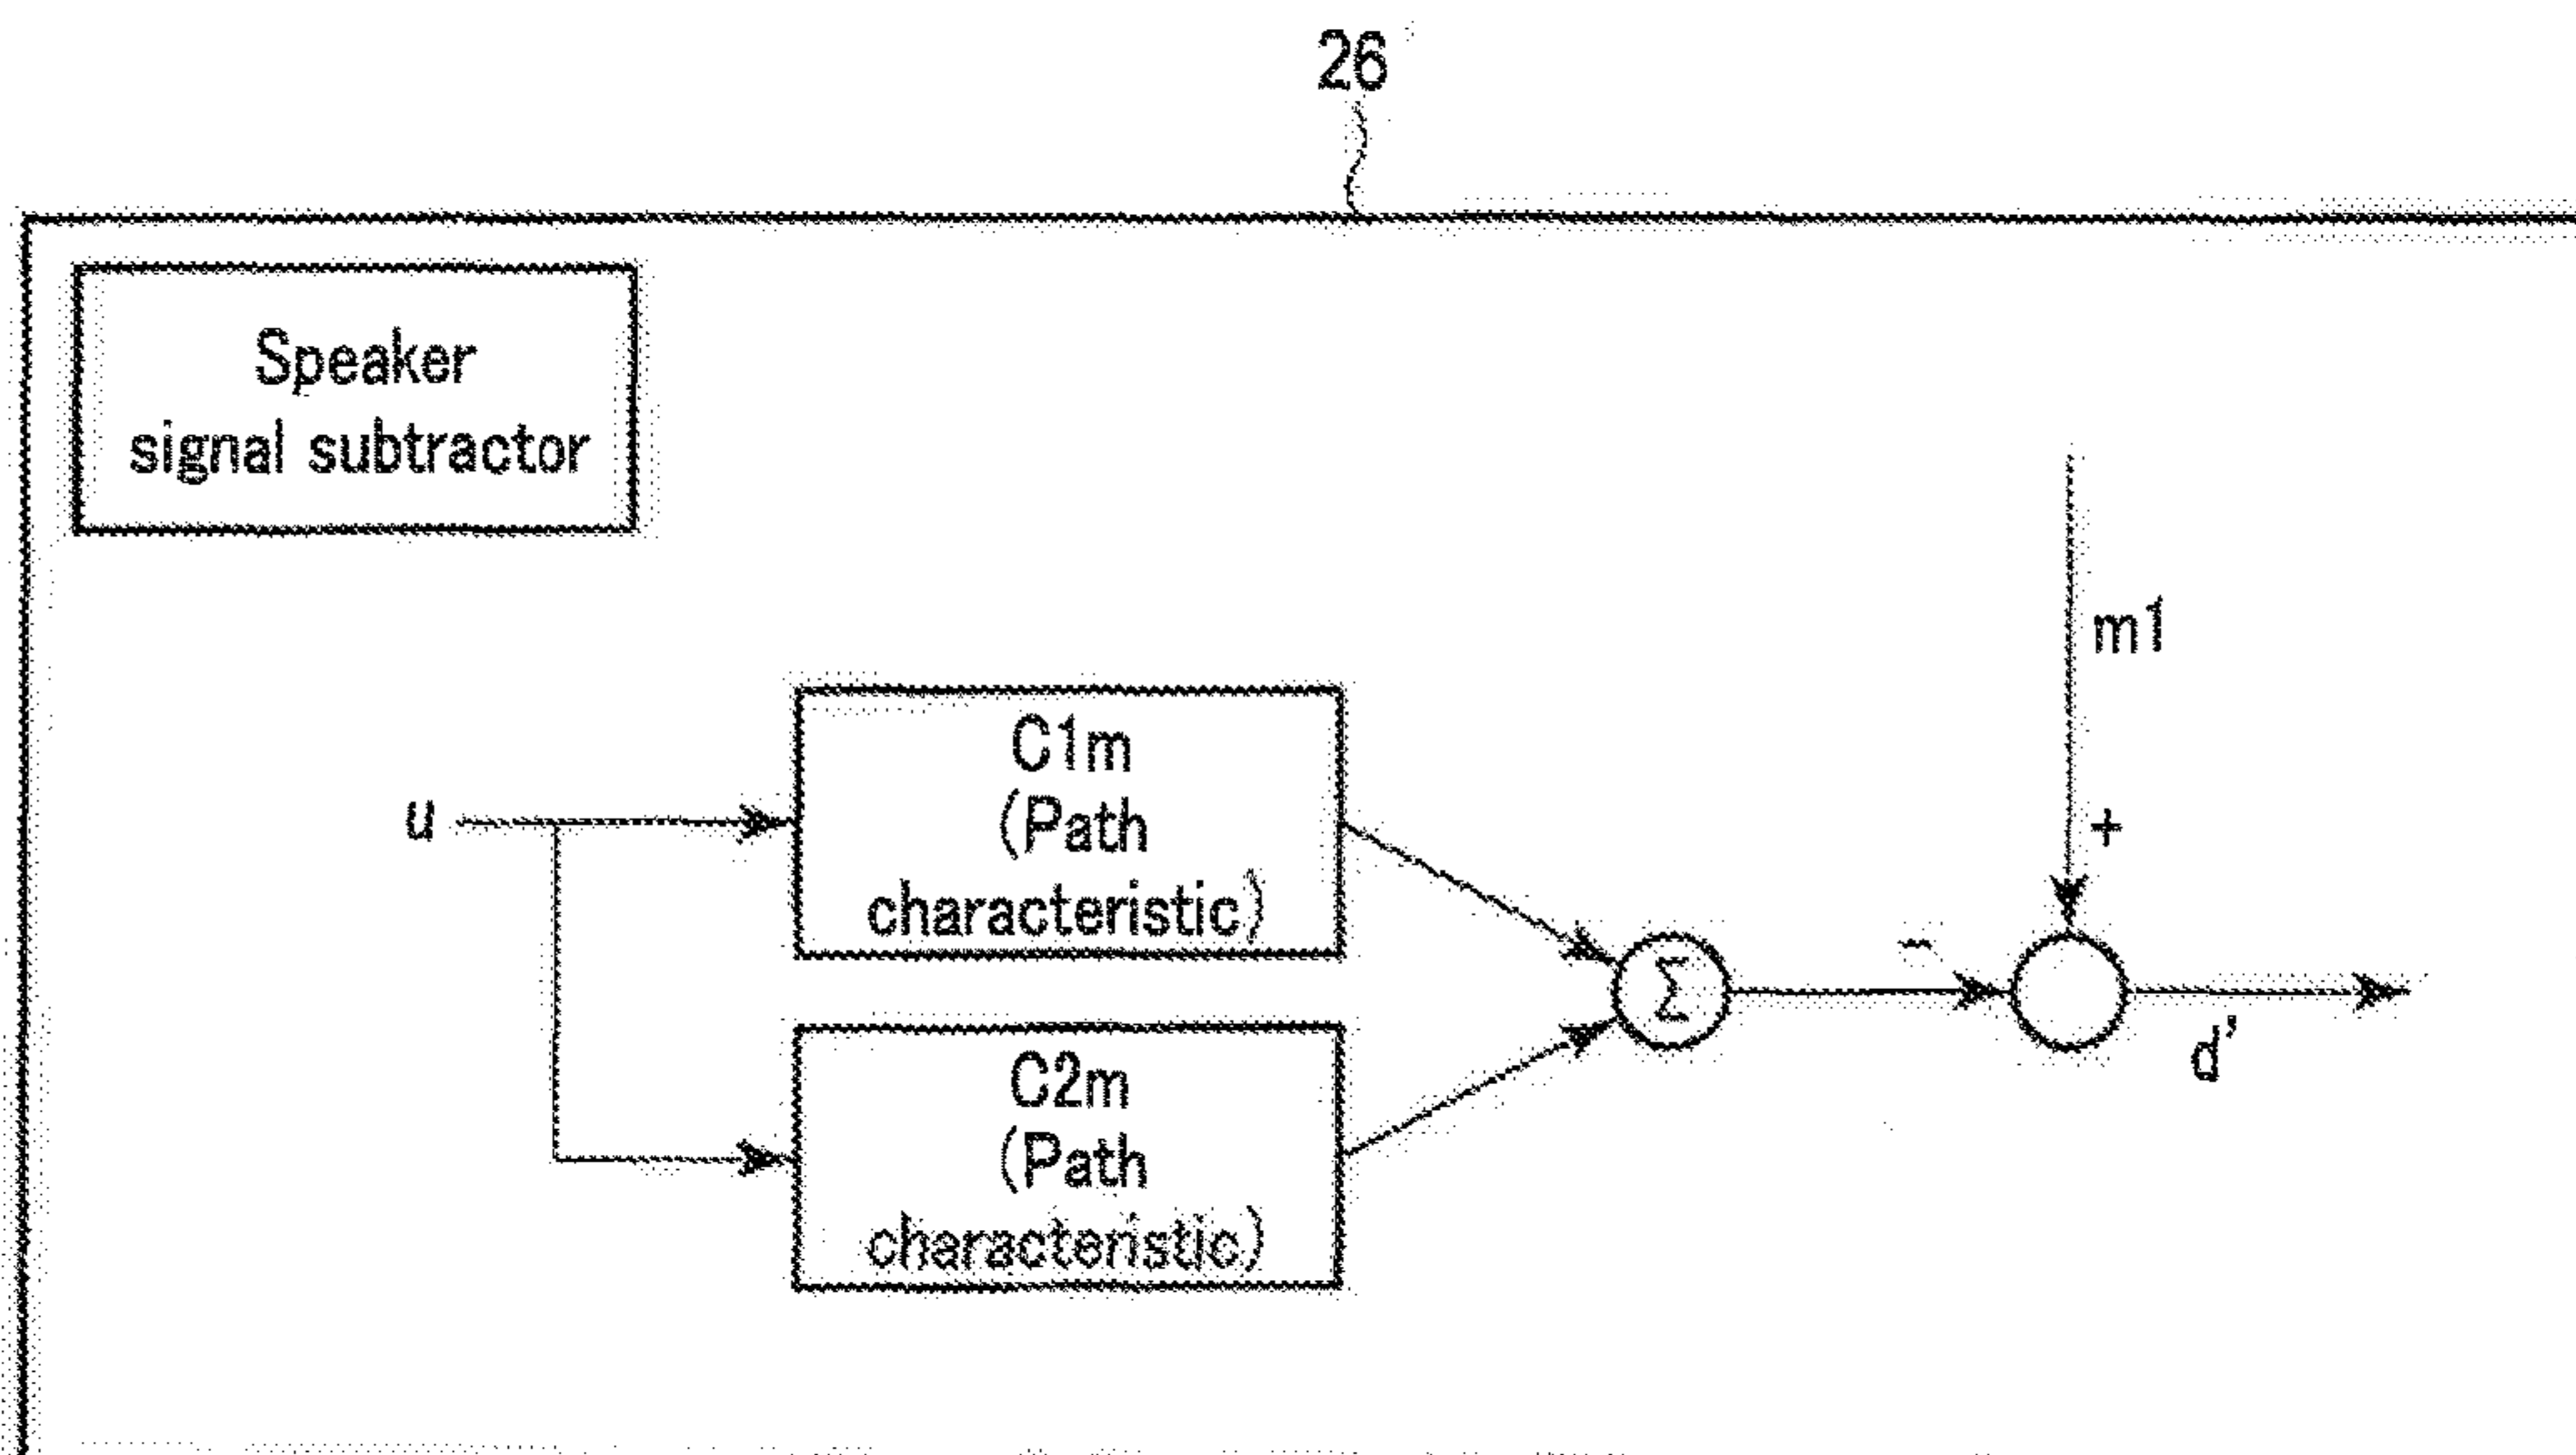 26
Speaker
signal subtractor
m1
C1m
(Path
characteristic)
u
+
Σ
-
d'
C2m
(Path
characteristic)